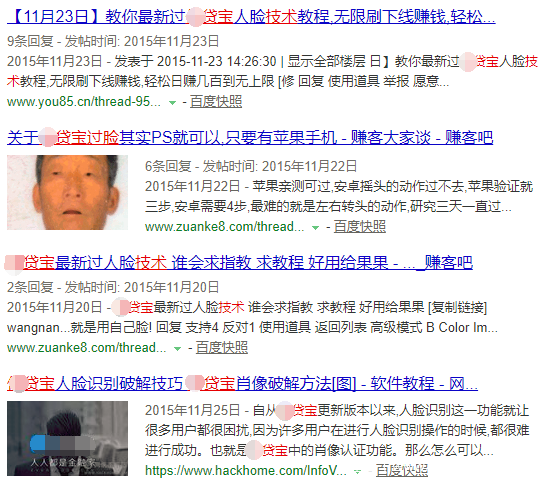 【11月23日】教你最新过 贷宝人脸技术教程,无限刷下线赚钱,轻松...
9条回复 - 发帖时间: 2015年11月23日
2015年11月23日 - 发表于 2015-11-23 14:26:30 | 显示全部楼层 日】教你最新过 贷宝人脸技
术教程,无限刷下线赚钱,轻松日赚几百到无上限 [修 回复 使用道具 举报 愿意...
www.you85.cn/thread-95... - 百度快照
关于 贷宝过脸其实PS就可以,只要有苹果手机 - 赚客大家谈 - 赚客吧
6条回复 - 发帖时间: 2015年11月22日
2015年11月22日 - 苹果亲测可过,安卓摇头的动作过不去,苹果验证就
三步,安卓需要4步,最难的就是左右转头的动作,研究三天一直过...
www.zuanke8.com/thread... - 百度快照
贷宝最新过人脸技术 谁会求指教 求教程 好用给果果 - ..._赚客吧
2条回复 - 发帖时间: 2015年11月20日
2015年11月20日 - 贷宝最新过人脸技术 谁会求指教 求教程 好用给果果 [复制链接]
wangnan...就是用自己脸! 回复 支持4 反对1 使用道具 返回列表 高级模式 B Color Im...
www.zuanke8.com/thread... - 百度快照
贷宝人脸识别破解技巧 贷宝肖像破解方法[图] - 软件教程 - 网...
2015年11月25日 - 自从 贷宝更新版本以来,人脸识别这一功能就让
很多用户都很困扰,因为许多用户在进行人脸识别操作的时候,都很难
进行成功。也就是 贷宝中的肖像认证功能。那么怎么可以...
人人都是金融家
https://www.hackhome.com/InfoV... - 百度快照